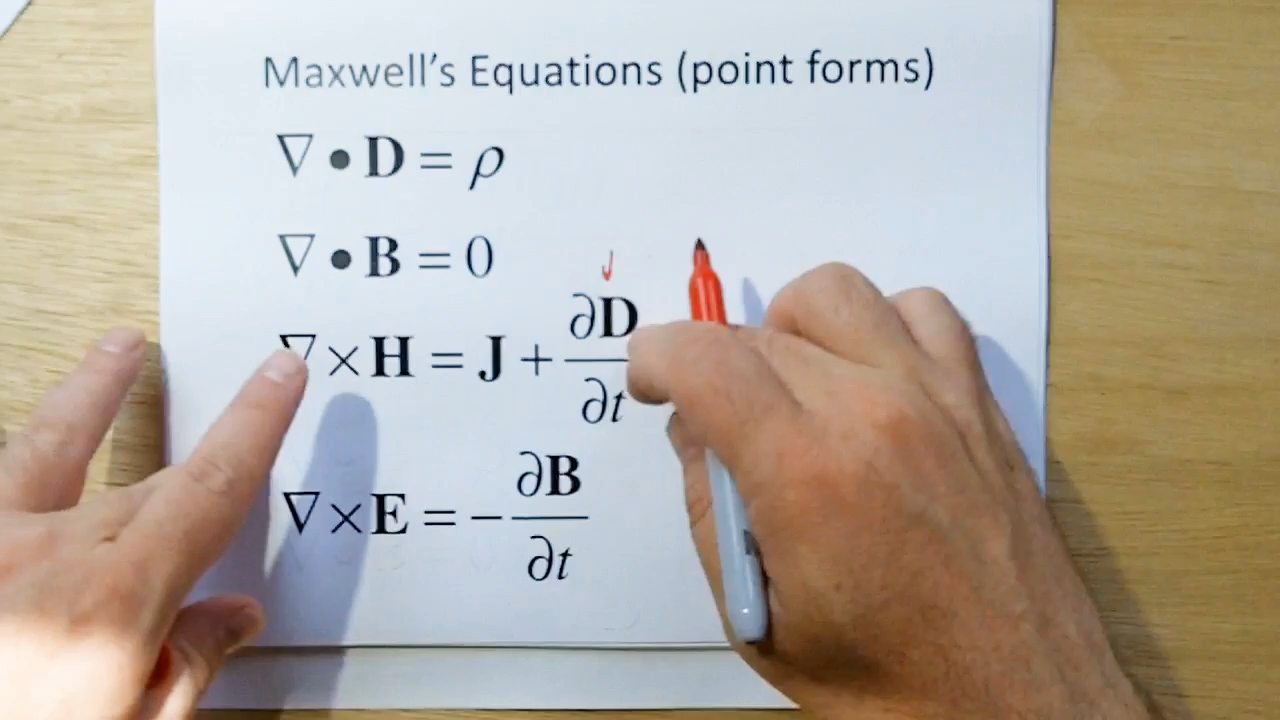 Maxwell's Equations (point forms)
∇ • D = ρ
∇ • B = 0
∇ × H = J + ∂D/∂t
∇ × E = − ∂B/∂t